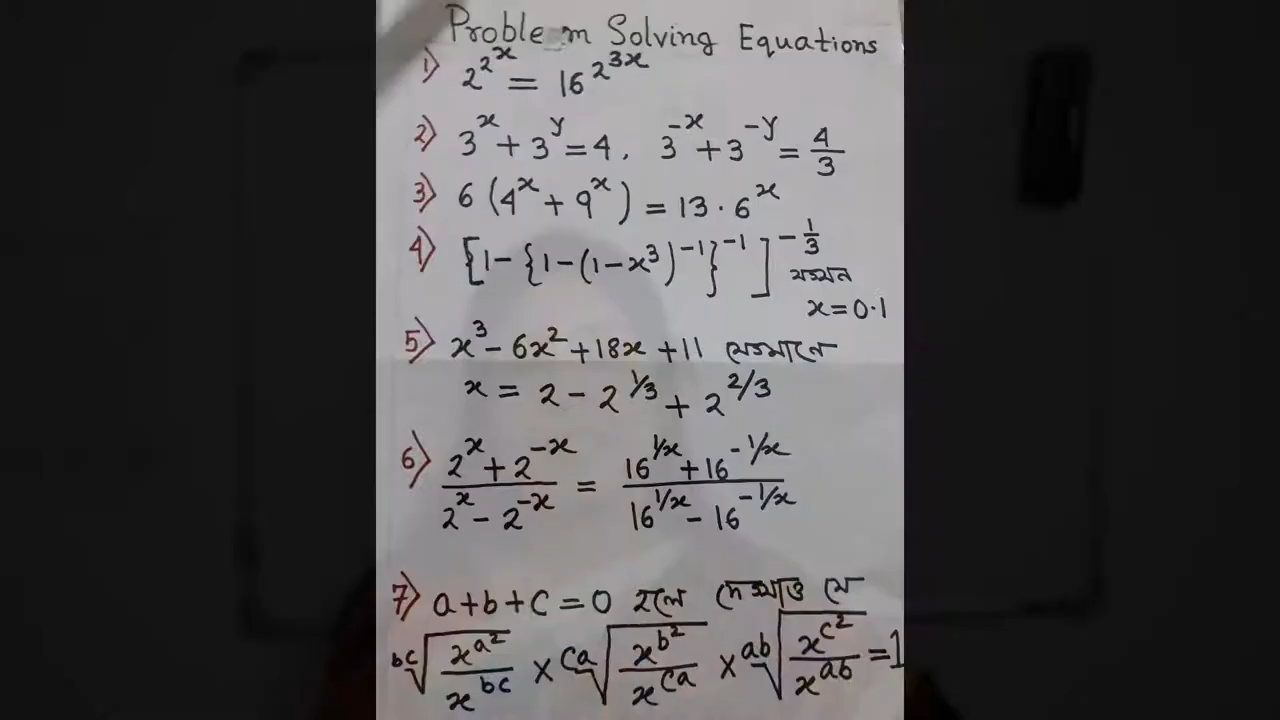 Problem Solving Equations
1) 2^{2^x} = 16^{2^{3x}}
2) 3^x + 3^y = 4, 3^{-x} + 3^{-y} = 4/3
3) 6 (4^x + 9^x) = 13 · 6^x
4) [1 - {1 - (1 - x^3)^{-1}}^{-1}]^{-1/3}
যখন
x = 0.1
5) x^3 - 6x^2 + 18x + 11 যেখানে
x = 2 - 2^{1/3} + 2^{2/3}
6) (2^x + 2^{-x})/(2^x - 2^{-x}) = (16^{1/x} + 16^{-1/x})/(16^{1/x} - 16^{-1/x})
7) a + b + c = 0 হলে দেখাও যে
\sqrt[bc]{x^{a^2}/x^{bc}} × \sqrt[ca]{x^{b^2}/x^{ca}} × \sqrt[ab]{x^{c^2}/x^{ab}} = 1